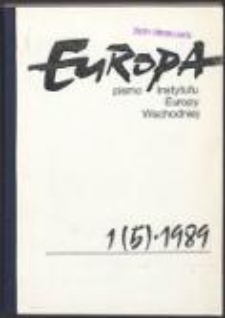 EUROPA
pismo Instytutu
Europy
Wschodniej
1(5)·1989